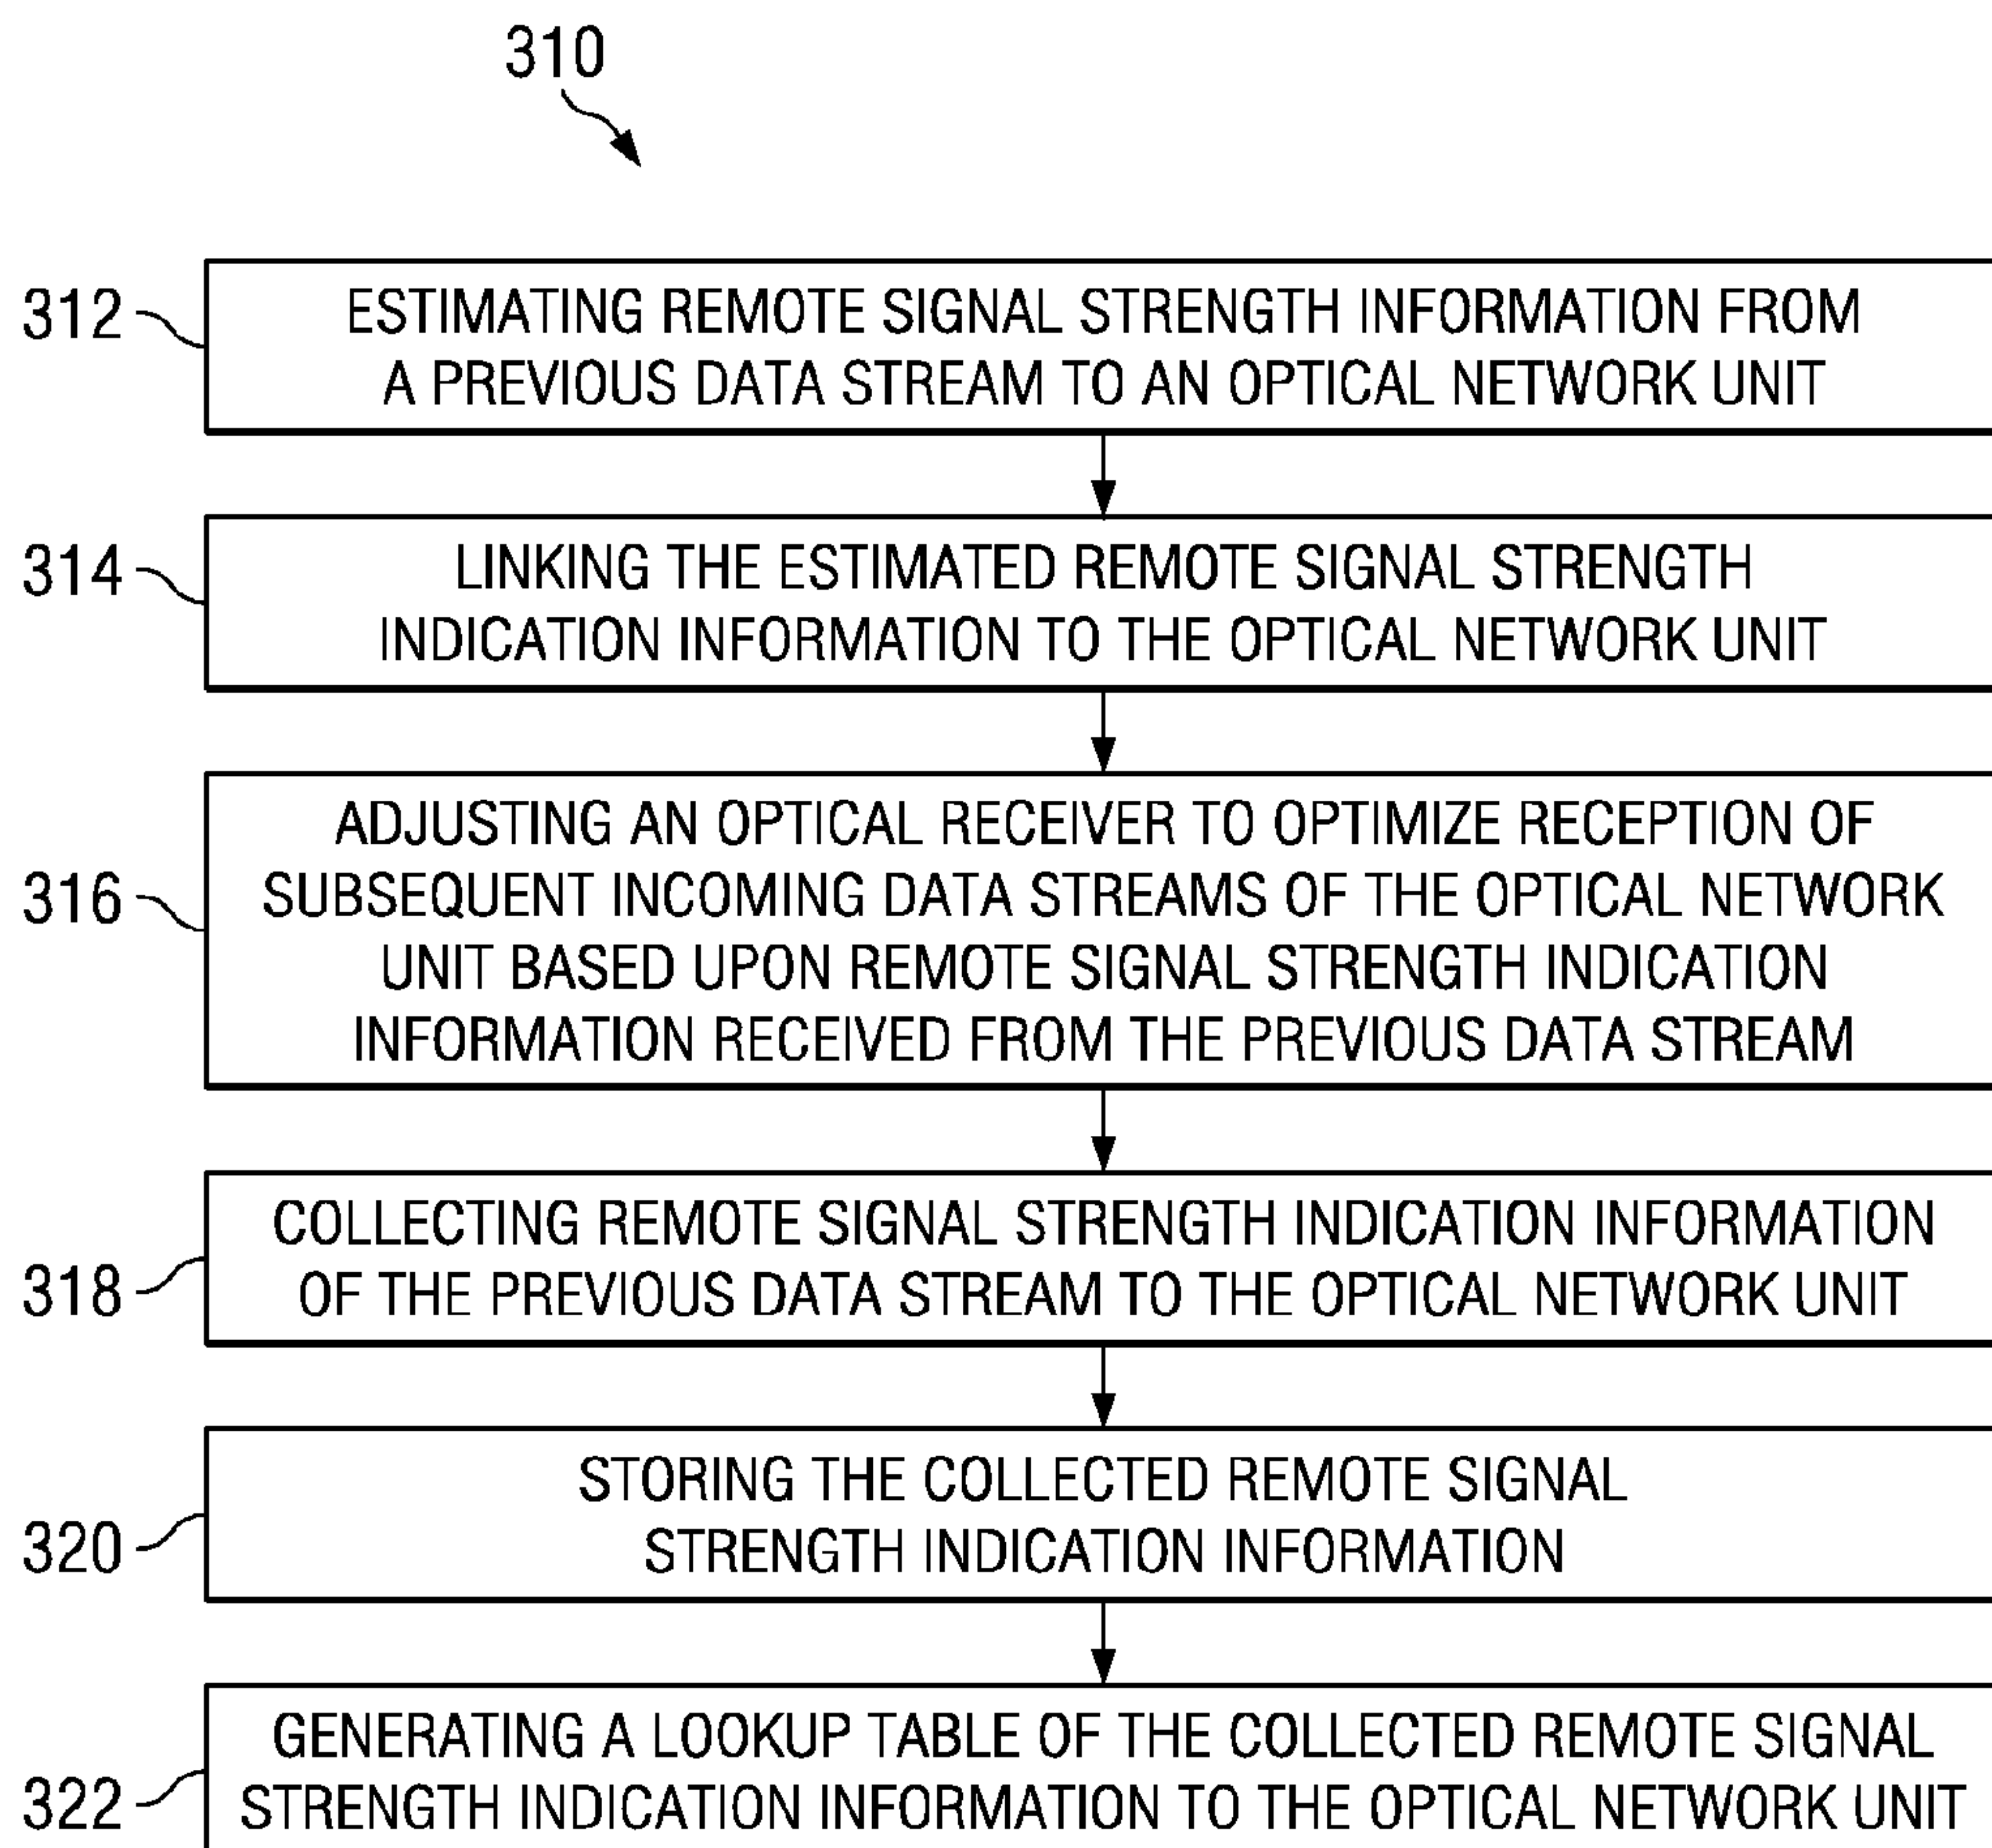 310
312
ESTIMATING REMOTE SIGNAL STRENGTH INFORMATION FROM
A PREVIOUS DATA STREAM TO AN OPTICAL NETWORK UNIT
314
LINKING THE ESTIMATED REMOTE SIGNAL STRENGTH
INDICATION INFORMATION TO THE OPTICAL NETWORK UNIT
316
ADJUSTING AN OPTICAL RECEIVER TO OPTIMIZE RECEPTION OF
SUBSEQUENT INCOMING DATA STREAMS OF THE OPTICAL NETWORK
UNIT BASED UPON REMOTE SIGNAL STRENGTH INDICATION
INFORMATION RECEIVED FROM THE PREVIOUS DATA STREAM
318
COLLECTING REMOTE SIGNAL STRENGTH INDICATION INFORMATION
OF THE PREVIOUS DATA STREAM TO THE OPTICAL NETWORK UNIT
320
STORING THE COLLECTED REMOTE SIGNAL
STRENGTH INDICATION INFORMATION
322
GENERATING A LOOKUP TABLE OF THE COLLECTED REMOTE SIGNAL
STRENGTH INDICATION INFORMATION TO THE OPTICAL NETWORK UNIT